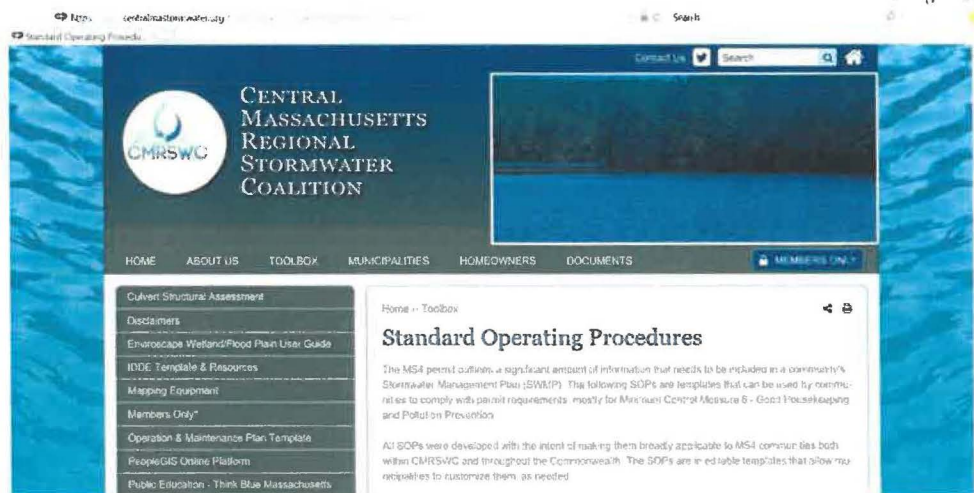 Search
Standard Operating
Contact Us Search
CMRSWC
CENTRAL
MASSACHUSETTS
REGIONAL
STORMWATER
COALITION
HOME ABOUT US TOOLBOX MUNICIPALITIES HOMEOWNERS DOCUMENTS MEMBERS ONLY*
Culvert Structural Assessment
Disclaimers
Enviroscape Wetland/Flood Plain User Guide
IDDE Template & Resources
Mapping Equipment
Members Only*
Operation & Maintenance Plan Template
PeopleGIS Online Platform
Public Education - Think Blue Massachusetts
Home » Toolbox
Standard Operating Procedures
The MS4 permit outlines a significant amount of information that needs to be included in a community's
Stormwater Management Plan (SWMP). The following SOPs are templates that can be used by commu-
nities to comply with permit requirements, mostly for Minimum Control Measure 6 - Good Housekeeping
and Pollution Prevention
All SOPs were developed with the intent of making them broadly applicable to MS4 communities both
within CMRSWC and throughout the Commonwealth. The SOPs are in editable templates that allow mu-
nicipalities to customize them, as needed